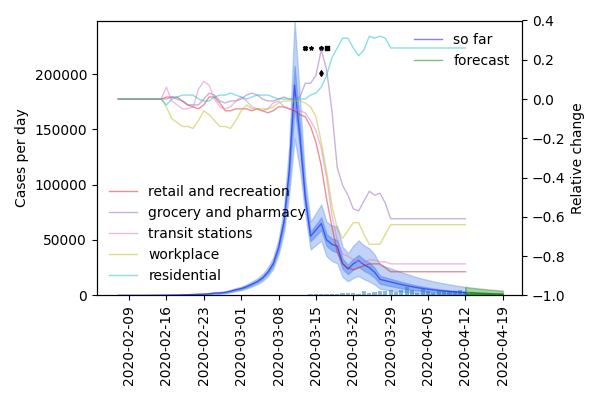 so far
forecast
retail and recreation
grocery and pharmacy
transit stations
workplace
residential
Cases per day
200000
150000
100000
50000
0
Relative change
0.4
0.2
0.0
−0.2
−0.4
−0.6
−0.8
−1.0
2020-02-09
2020-02-16
2020-02-23
2020-03-01
2020-03-08
2020-03-15
2020-03-22
2020-03-29
2020-04-05
2020-04-12
2020-04-19